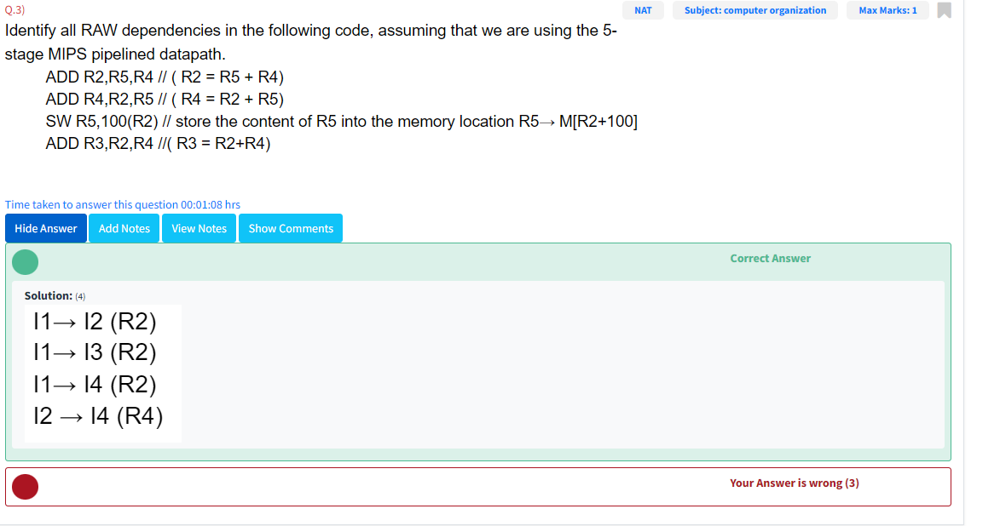 Q.3)
NAT
Subject: computer organization
Max Marks: 1
Identify all RAW dependencies in the following code, assuming that we are using the 5-
stage MIPS pipelined datapath.
ADD R2,R5,R4 // ( R2 = R5 + R4)
ADD R4,R2,R5 // ( R4 = R2 + R5)
SW R5,100(R2) // store the content of R5 into the memory location R5→ M[R2+100]
ADD R3,R2,R4 //( R3 = R2+R4)
Time taken to answer this question 00:01:08 hrs
Hide Answer
Add Notes
View Notes
Show Comments
Correct Answer
Solution: (4)
I1→ I2 (R2)
I1→ I3 (R2)
I1→ I4 (R2)
I2 → I4 (R4)
Your Answer is wrong (3)